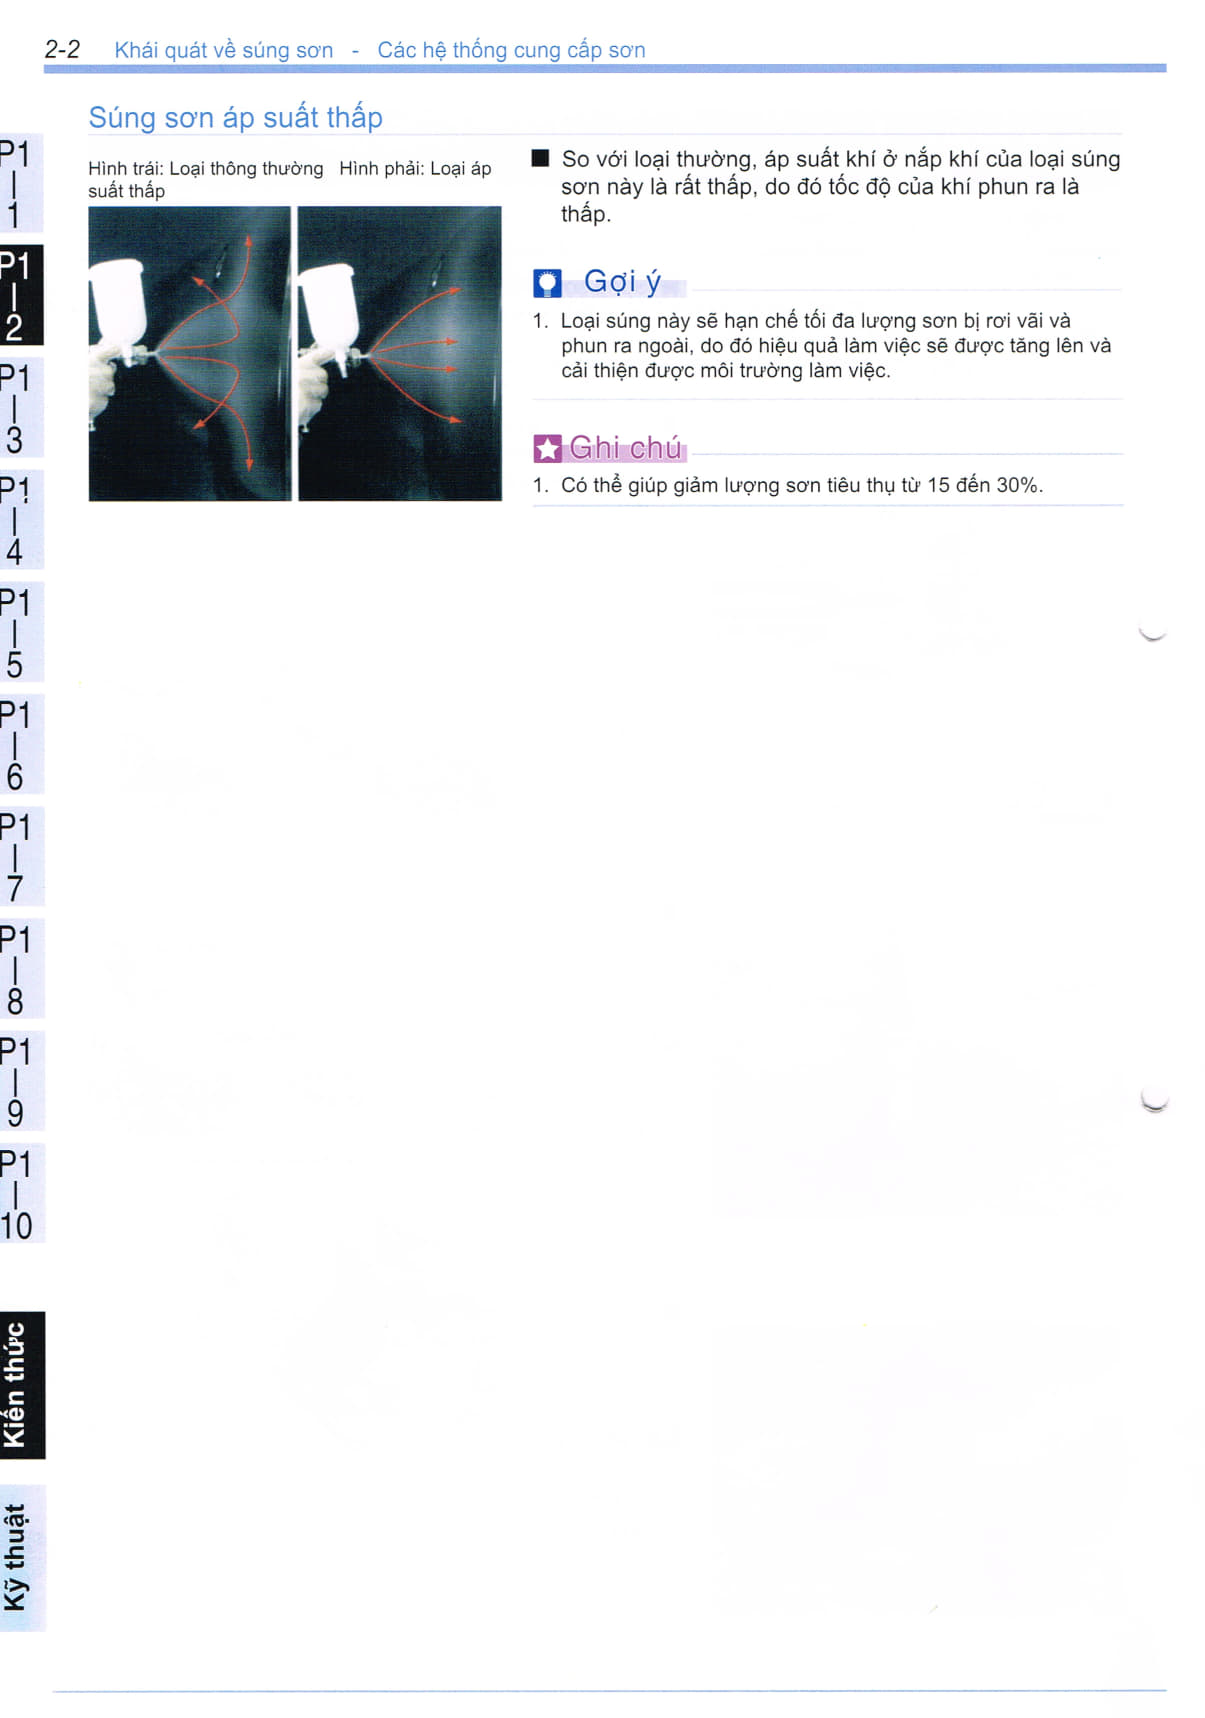 2-2 Khái quát về súng sơn - Các hệ thống cung cấp sơn
Súng sơn áp suất thấp
Hình trái: Loại thông thường Hình phải: Loại áp
suất thấp
■ So với loại thường, áp suất khí ở nắp khí của loại súng
sơn này là rất thấp, do đó tốc độ của khí phun ra là
thấp.
Gợi ý
1. Loại súng này sẽ hạn chế tối đa lượng sơn bị rơi vãi và
phun ra ngoài, do đó hiệu quả làm việc sẽ được tăng lên và
cải thiện được môi trường làm việc.
Ghi chú
1. Có thể giúp giảm lượng sơn tiêu thụ từ 15 đến 30%.
P1
|
1
P1
|
2
P1
|
3
P1
|
4
P1
|
5
P1
|
6
P1
|
7
P1
|
8
P1
|
9
P1
|
10
Kiến thức
Kỹ thuật